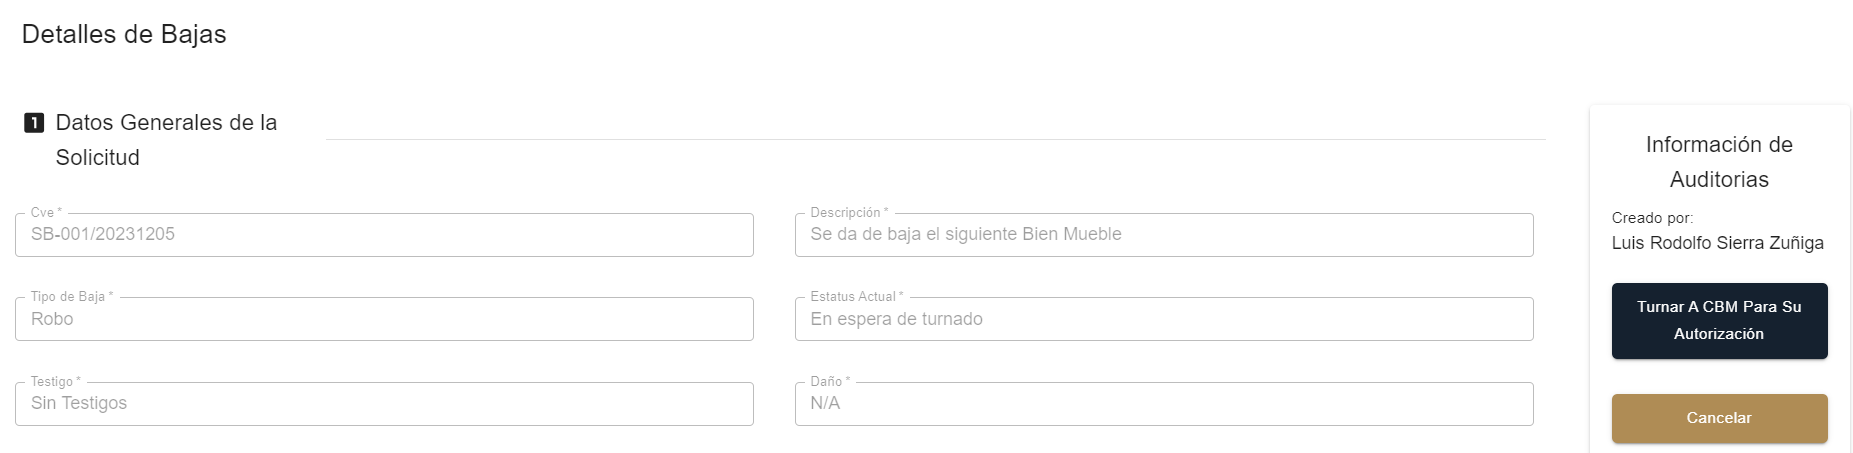 Detalles de Bajas
1 Datos Generales de la
Solicitud
Cve *
SB-001/20231205
Descripción *
Se da de baja el siguiente Bien Mueble
Tipo de Baja *
Robo
Estatus Actual *
En espera de turnado
Testigo *
Sin Testigos
Daño *
N/A
Información de
Auditorias
Creado por:
Luis Rodolfo Sierra Zuñiga
Turnar A CBM Para Su
Autorización
Cancelar